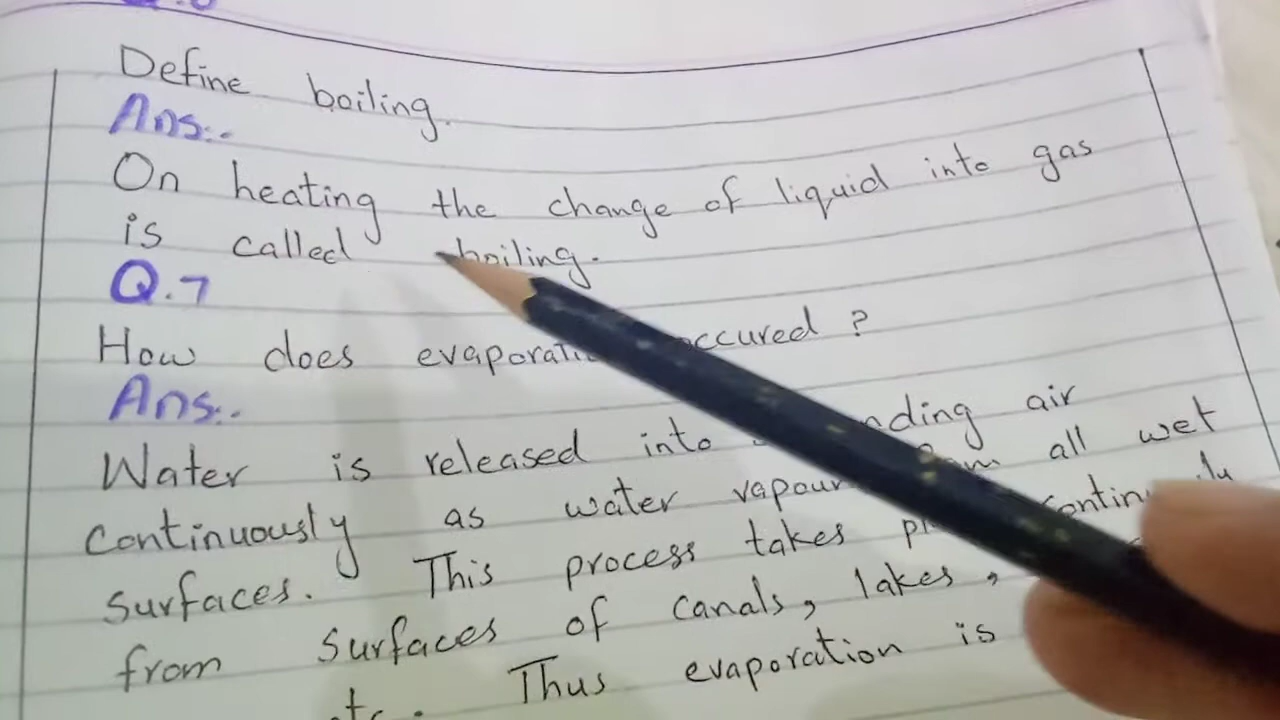 Define boiling.
Ans:.
On heating the change of liquid into gas
is called boiling.
Q.7
How does occured ?
Ans:.
Water is released into air
continuously as water vapour all wet
surfaces. This process takes
from surfaces of canals, lakes,
Thus evaporation is